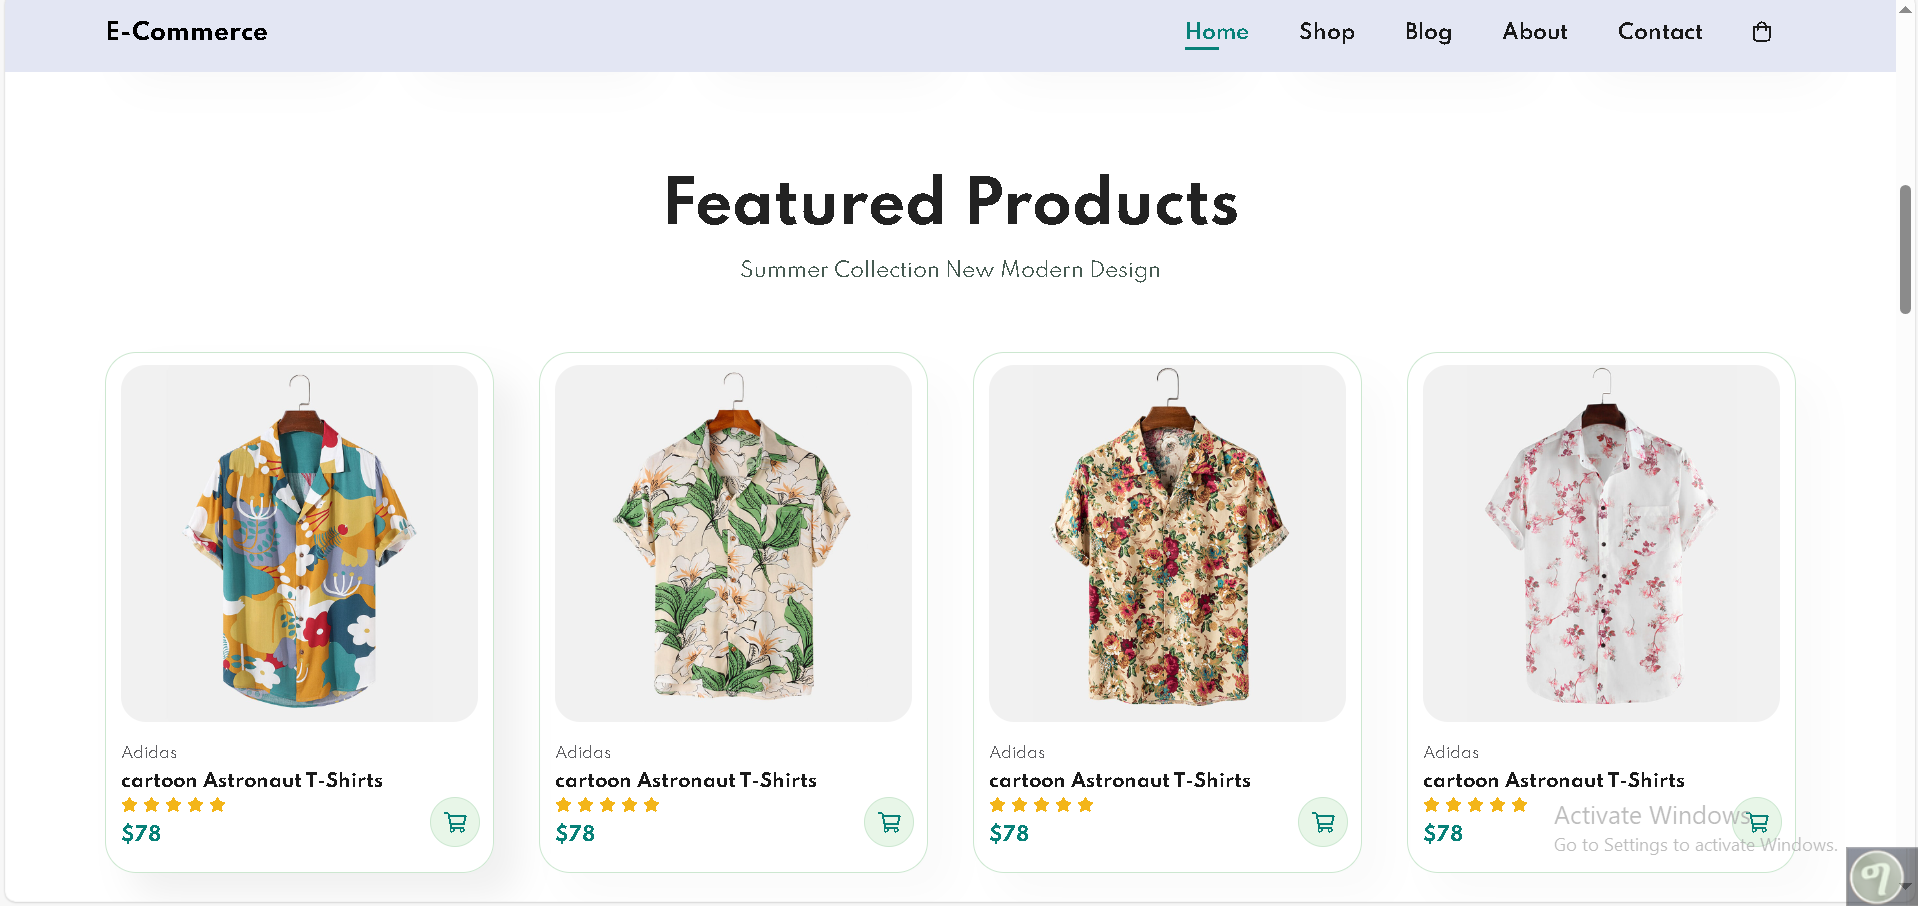 E-Commerce
Home
Shop
Blog
About
Contact
Featured Products
Summer Collection New Modern Design
Adidas
cartoon Astronaut T-Shirts
$78
Adidas
cartoon Astronaut T-Shirts
$78
Adidas
cartoon Astronaut T-Shirts
$78
Adidas
cartoon Astronaut T-Shirts
$78
Activate Windows
Go to Settings to activate Windows.